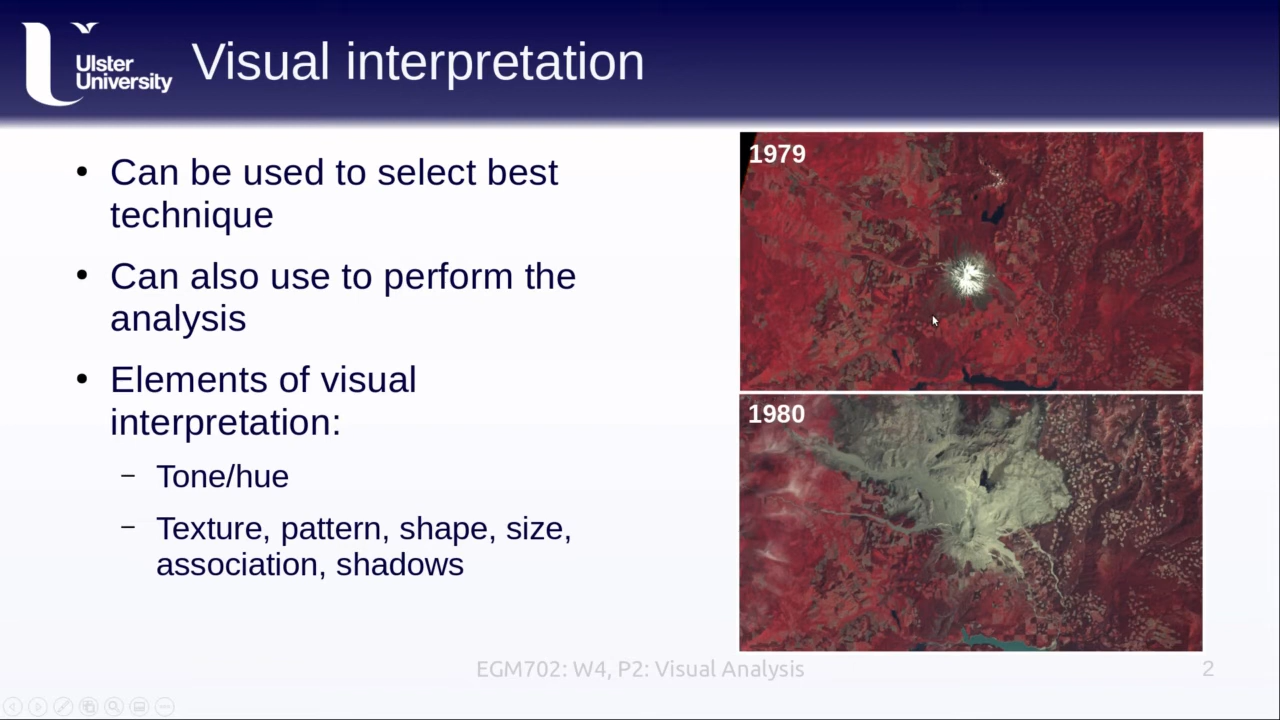 Ulster
University
Visual interpretation
• Can be used to select best
technique
• Can also use to perform the
analysis
• Elements of visual
interpretation:
– Tone/hue
– Texture, pattern, shape, size,
association, shadows
1979
1980
EGM702: W4, P2: Visual Analysis
2